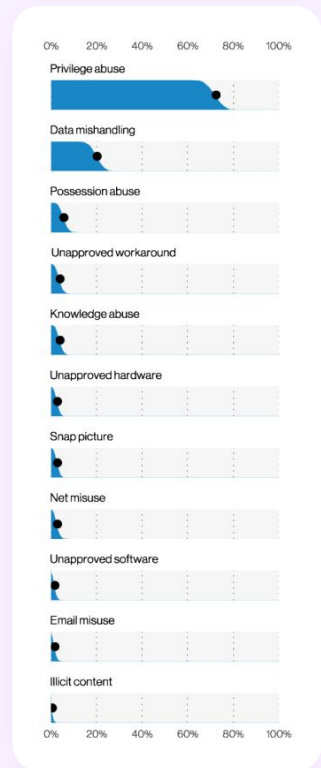 0% 20% 40% 60% 80% 100%
Privilege abuse
Data mishandling
Possession abuse
Unapproved workaround
Knowledge abuse
Unapproved hardware
Snap picture
Net misuse
Unapproved software
Email misuse
Illicit content
0% 20% 40% 60% 80% 100%